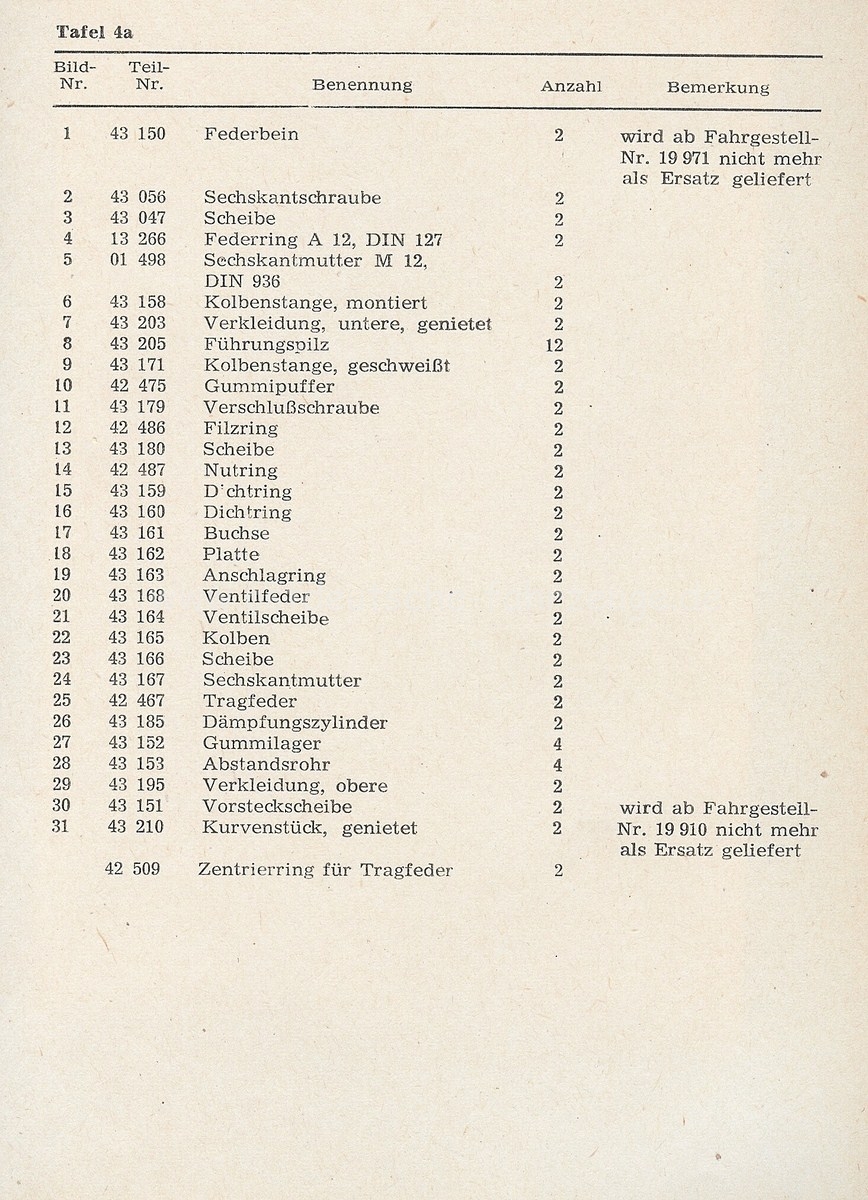 Tafel 4a
Bild-Nr. Teil-Nr. Benennung Anzahl Bemerkung
1 43 150 Federbein 2 wird ab Fahrgestell-
Nr. 19 971 nicht mehr
als Ersatz geliefert
2 43 056 Sechskantschraube 2
3 43 047 Scheibe 2
4 13 266 Federring A 12, DIN 127 2
5 01 498 Sechskantmutter M 12,
DIN 936 2
6 43 158 Kolbenstange, montiert 2
7 43 203 Verkleidung, untere, genietet 2
8 43 205 Führungspilz 12
9 43 171 Kolbenstange, geschweißt 2
10 42 475 Gummipuffer 2
11 43 179 Verschlußschraube 2
12 42 486 Filzring 2
13 43 180 Scheibe 2
14 42 487 Nutring 2
15 43 159 Dichtring 2
16 43 160 Dichtring 2
17 43 161 Buchse 2
18 43 162 Platte 2
19 43 163 Anschlagring 2
20 43 168 Ventilfeder 2
21 43 164 Ventilscheibe 2
22 43 165 Kolben 2
23 43 166 Scheibe 2
24 43 167 Sechskantmutter 2
25 42 467 Tragfeder 2
26 43 185 Dämpfungszylinder 2
27 43 152 Gummilager 4
28 43 153 Abstandsrohr 4
29 43 195 Verkleidung, obere 2
30 43 151 Vorsteckscheibe 2 wird ab Fahrgestell-
31 43 210 Kurvenstück, genietet 2 Nr. 19 910 nicht mehr
als Ersatz geliefert
42 509 Zentrierring für Tragfeder 2